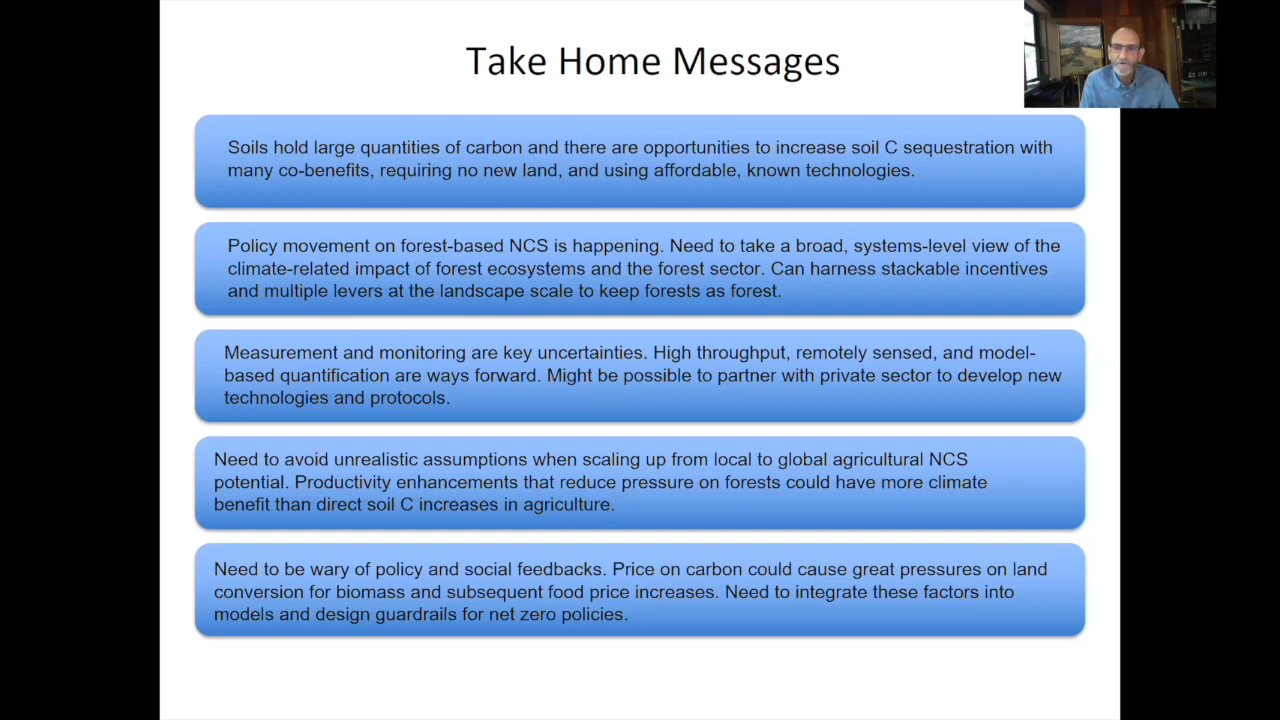 Take Home Messages
Soils hold large quantities of carbon and there are opportunities to increase soil C sequestration with
many co-benefits, requiring no new land, and using affordable, known technologies.
Policy movement on forest-based NCS is happening. Need to take a broad, systems-level view of the
climate-related impact of forest ecosystems and the forest sector. Can harness stackable incentives
and multiple levers at the landscape scale to keep forests as forest.
Measurement and monitoring are key uncertainties. High throughput, remotely sensed, and model-
based quantification are ways forward. Might be possible to partner with private sector to develop new
technologies and protocols.
Need to avoid unrealistic assumptions when scaling up from local to global agricultural NCS
potential. Productivity enhancements that reduce pressure on forests could have more climate
benefit than direct soil C increases in agriculture.
Need to be wary of policy and social feedbacks. Price on carbon could cause great pressures on land
conversion for biomass and subsequent food price increases. Need to integrate these factors into
models and design guardrails for net zero policies.